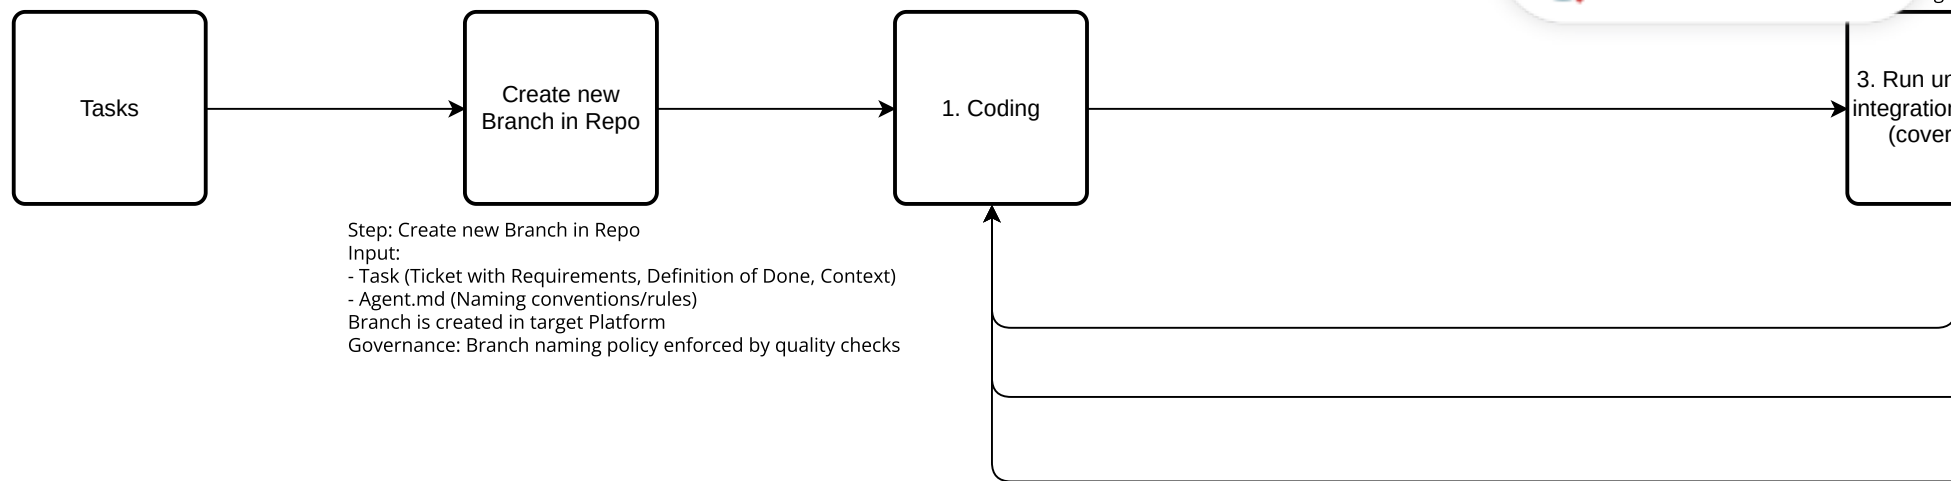 Tasks
Create new
Branch in Repo
1. Coding
3. Run
(
Step: Create new Branch in Repo
Input:
- Task (Ticket with Requirements, Definition of Done, Context)
- Agent.md (Naming conventions/rules)
Branch is created in target Platform
Governance: Branch naming policy enforced by quality checks